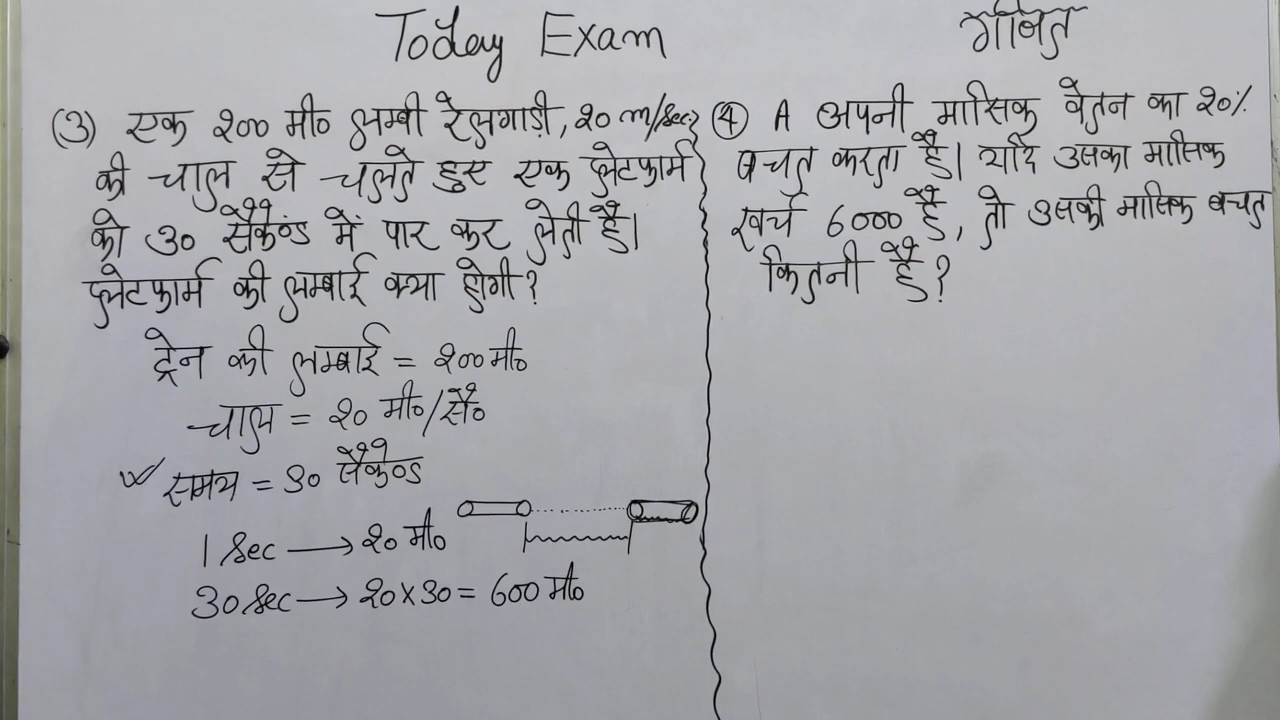 Today Exam
गणित
(3) एक 200 मी० लम्बी रेलगाड़ी, 20 m/sec
की चाल से चलते हुए एक प्लेटफार्म
को 30 सैकेण्ड में पार कर लेती है।
प्लेटफार्म की लम्बाई क्या होगी?
ट्रेन की लम्बाई = 200 मी०
चाल = 20 मी०/सै०
समय = 30 सैकेण्ड
1 Sec → 20 मी०
30 Sec → 20 × 30 = 600 मी०
(4) A अपनी मासिक वेतन का 20%
बचत करता है। यदि उसका मासिक
खर्च 6000 है, तो उसकी मासिक बचत
कितनी है?